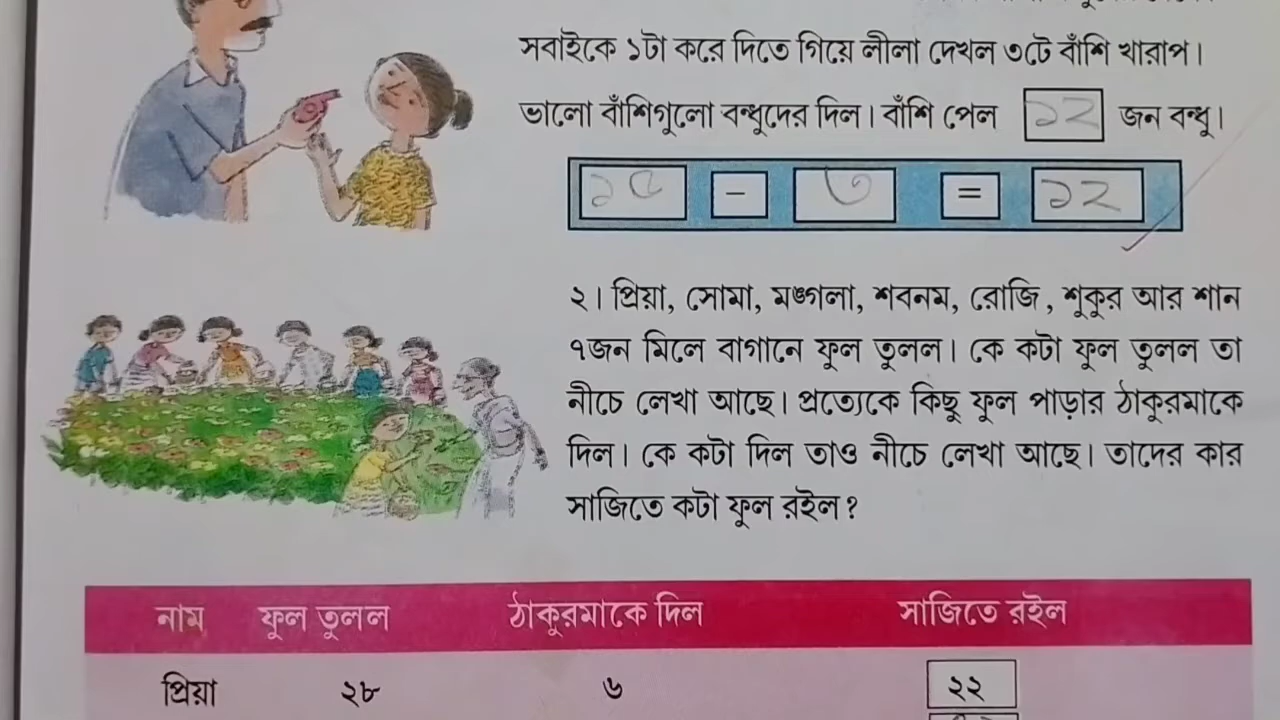 সবাইকে ১টা করে দিতে গিয়ে লীলা দেখল ৩টে বাঁশি খারাপ।
ভালো বাঁশিগুলো বন্ধুদের দিল। বাঁশি পেল ১২ জন বন্ধু।
১৫ - ৩ = ১২
২। প্রিয়া, সোমা, মঙ্গলা, শবনম, রোজি, শুকুর আর শান
৭জন মিলে বাগানে ফুল তুলল। কে কটা ফুল তুলল তা
নীচে লেখা আছে। প্রত্যেকে কিছু ফুল পাড়ার ঠাকুরমাকে
দিল। কে কটা দিল তাও নীচে লেখা আছে। তাদের কার
সাজিতে কটা ফুল রইল?
নাম ফুল তুলল ঠাকুরমাকে দিল সাজিতে রইল
প্রিয়া ২৮ ৬ ২২